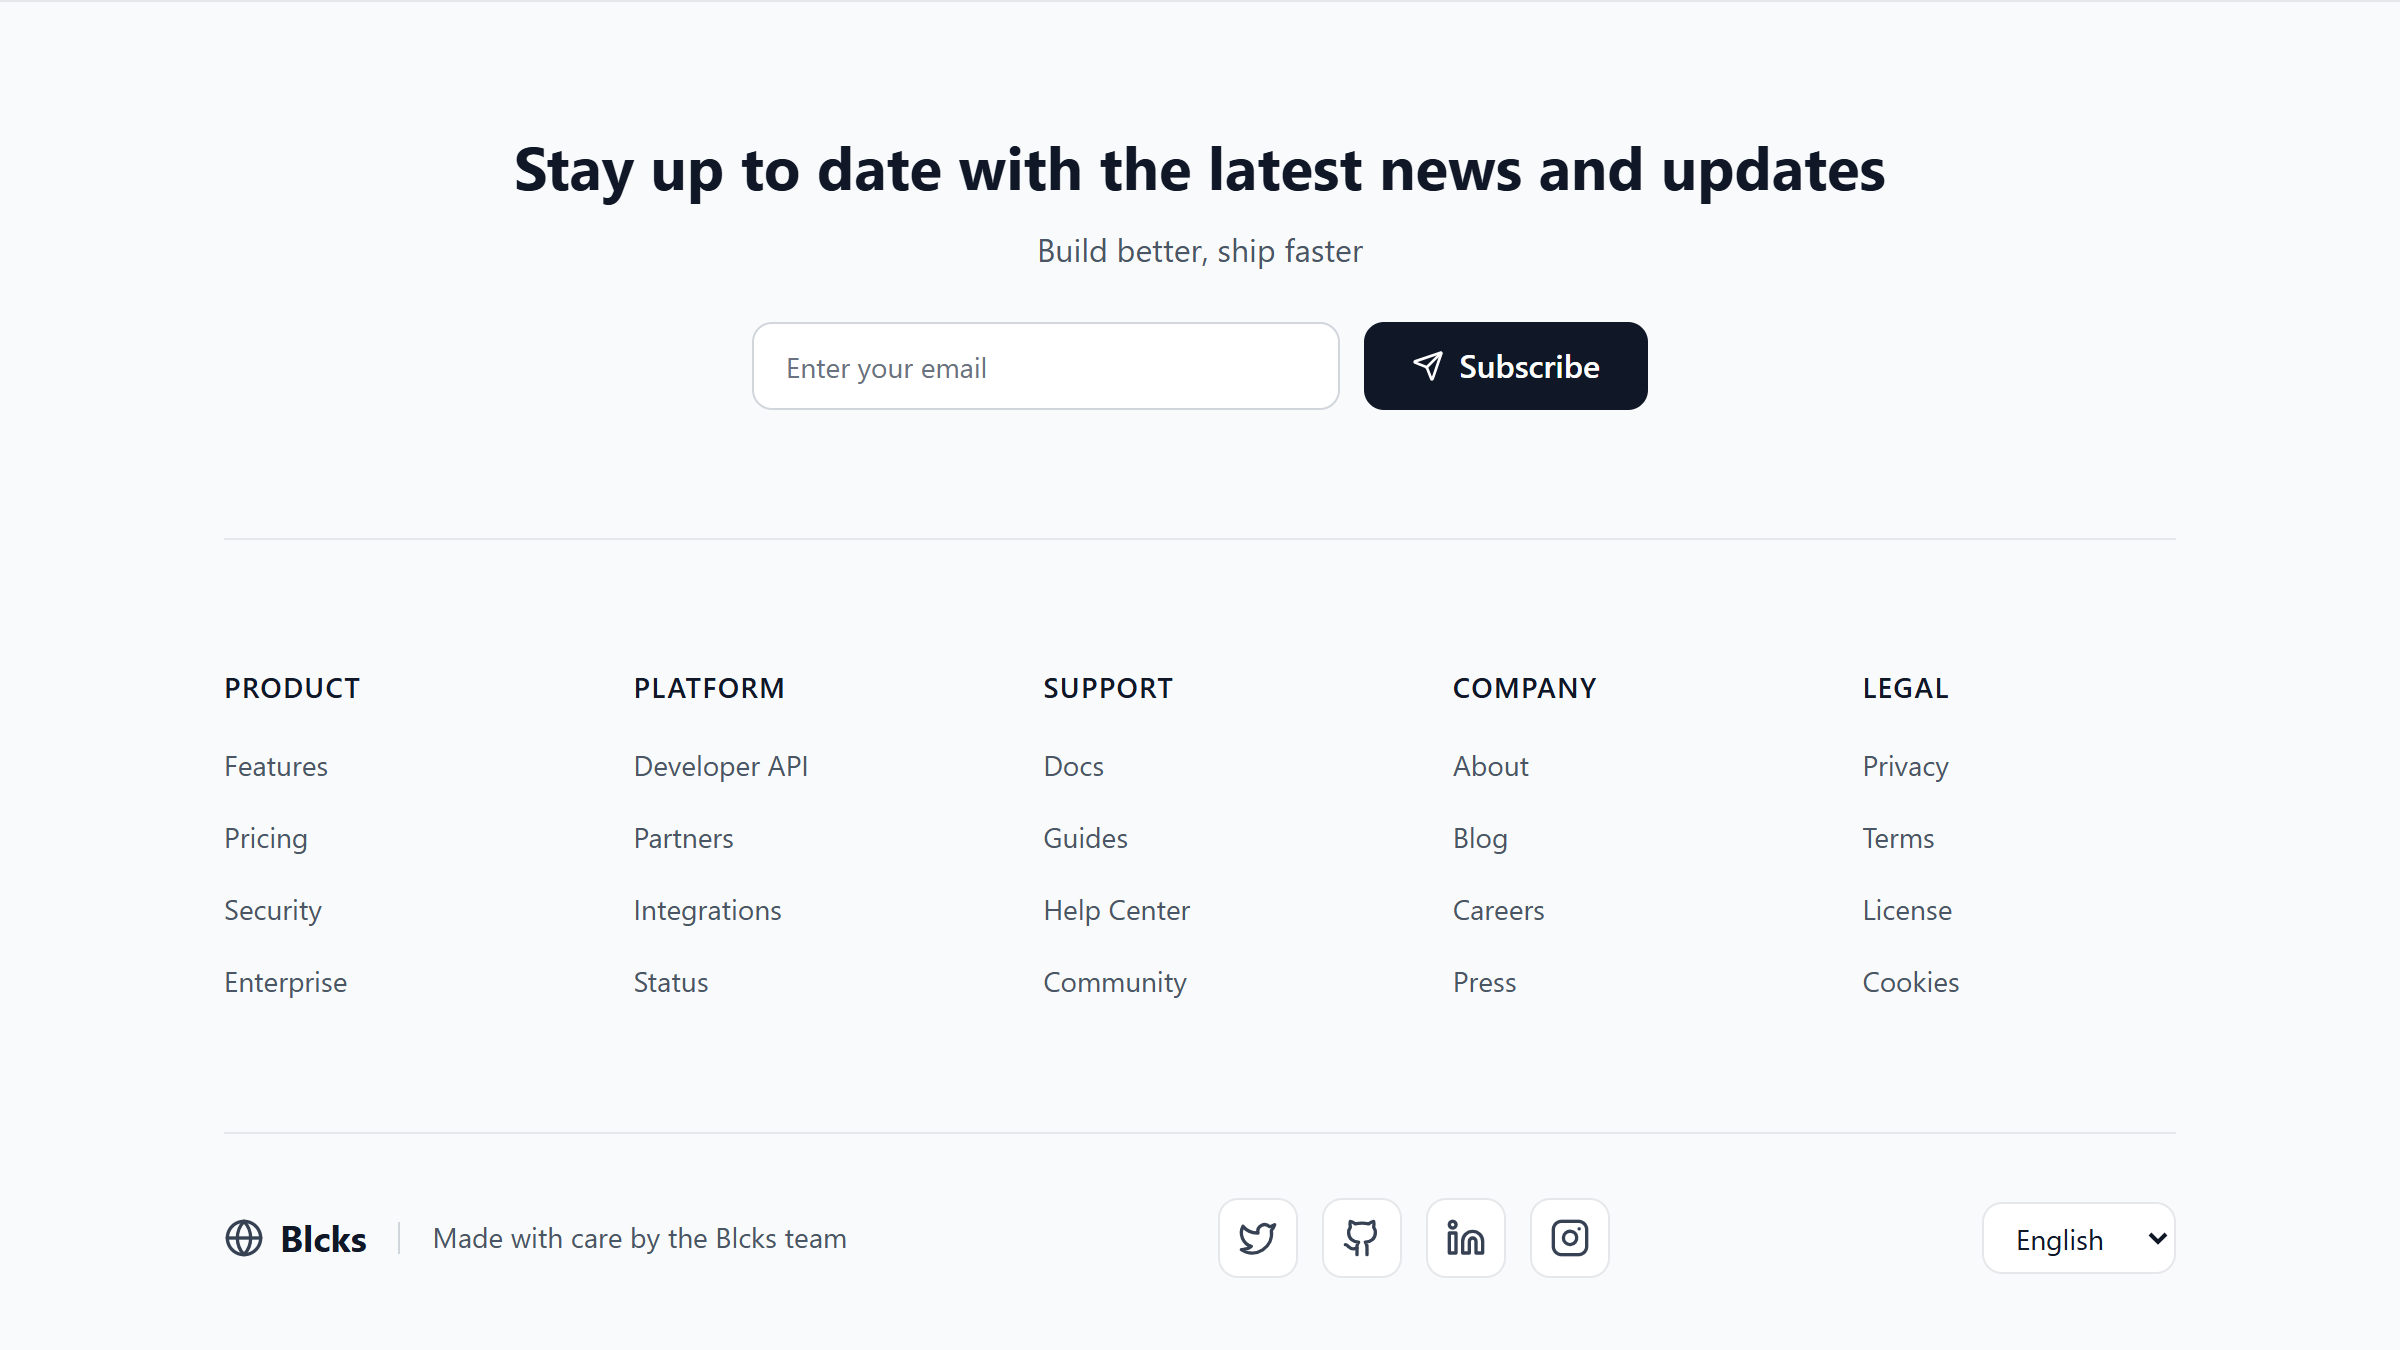 Stay up to date with the latest news and updates
Build better, ship faster
Enter your email
Subscribe
PRODUCT
Features
Pricing
Security
Enterprise
PLATFORM
Developer API
Partners
Integrations
Status
SUPPORT
Docs
Guides
Help Center
Community
COMPANY
About
Blog
Careers
Press
LEGAL
Privacy
Terms
License
Cookies
Blcks
Made with care by the Blcks team
English